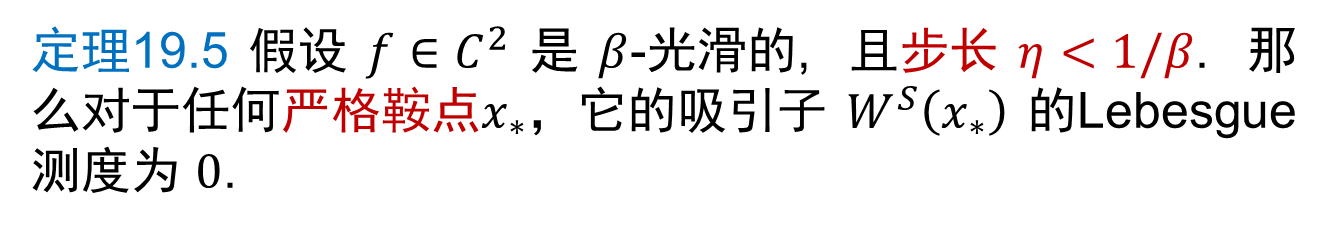 定理19.5 假设 𝑓 ∈ 𝐶² 是 𝛽-光滑的, 且步长 𝜂 < 1/𝛽. 那
么对于任何严格鞍点𝑥∗, 它的吸引子 𝑊ˢ(𝑥∗) 的Lebesgue
测度为 0.